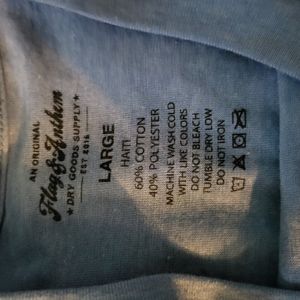 AN ORIGINAL
Flag & Anthem
★ DRY GOODS SUPPLY ★
EST 2016
LARGE
HAITI
60% COTTON
40% POLYESTER
MACHINE WASH COLD
WITH LIKE COLORS
DO NOT BLEACH
TUMBLE DRY LOW
DO NOT IRON